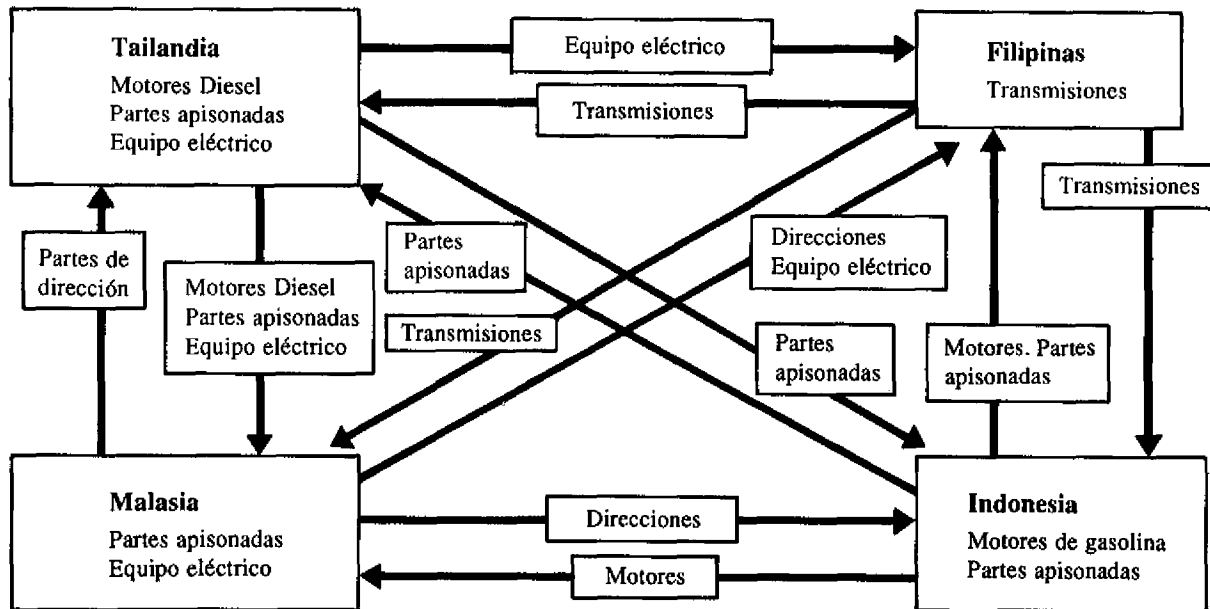 Tailandia
Motores Diesel
Partes apisonadas
Equipo eléctrico
Equipo eléctrico
Transmisiones
Filipinas
Transmisiones
Transmisiones
Partes de
dirección
Motores Diesel
Partes apisonadas
Equipo eléctrico
Partes
apisonadas
Transmisiones
Direcciones
Equipo eléctrico
Partes
apisonadas
Motores. Partes
apisonadas
Malasia
Partes apisonadas
Equipo eléctrico
Direcciones
Motores
Indonesia
Motores de gasolina
Partes apisonadas